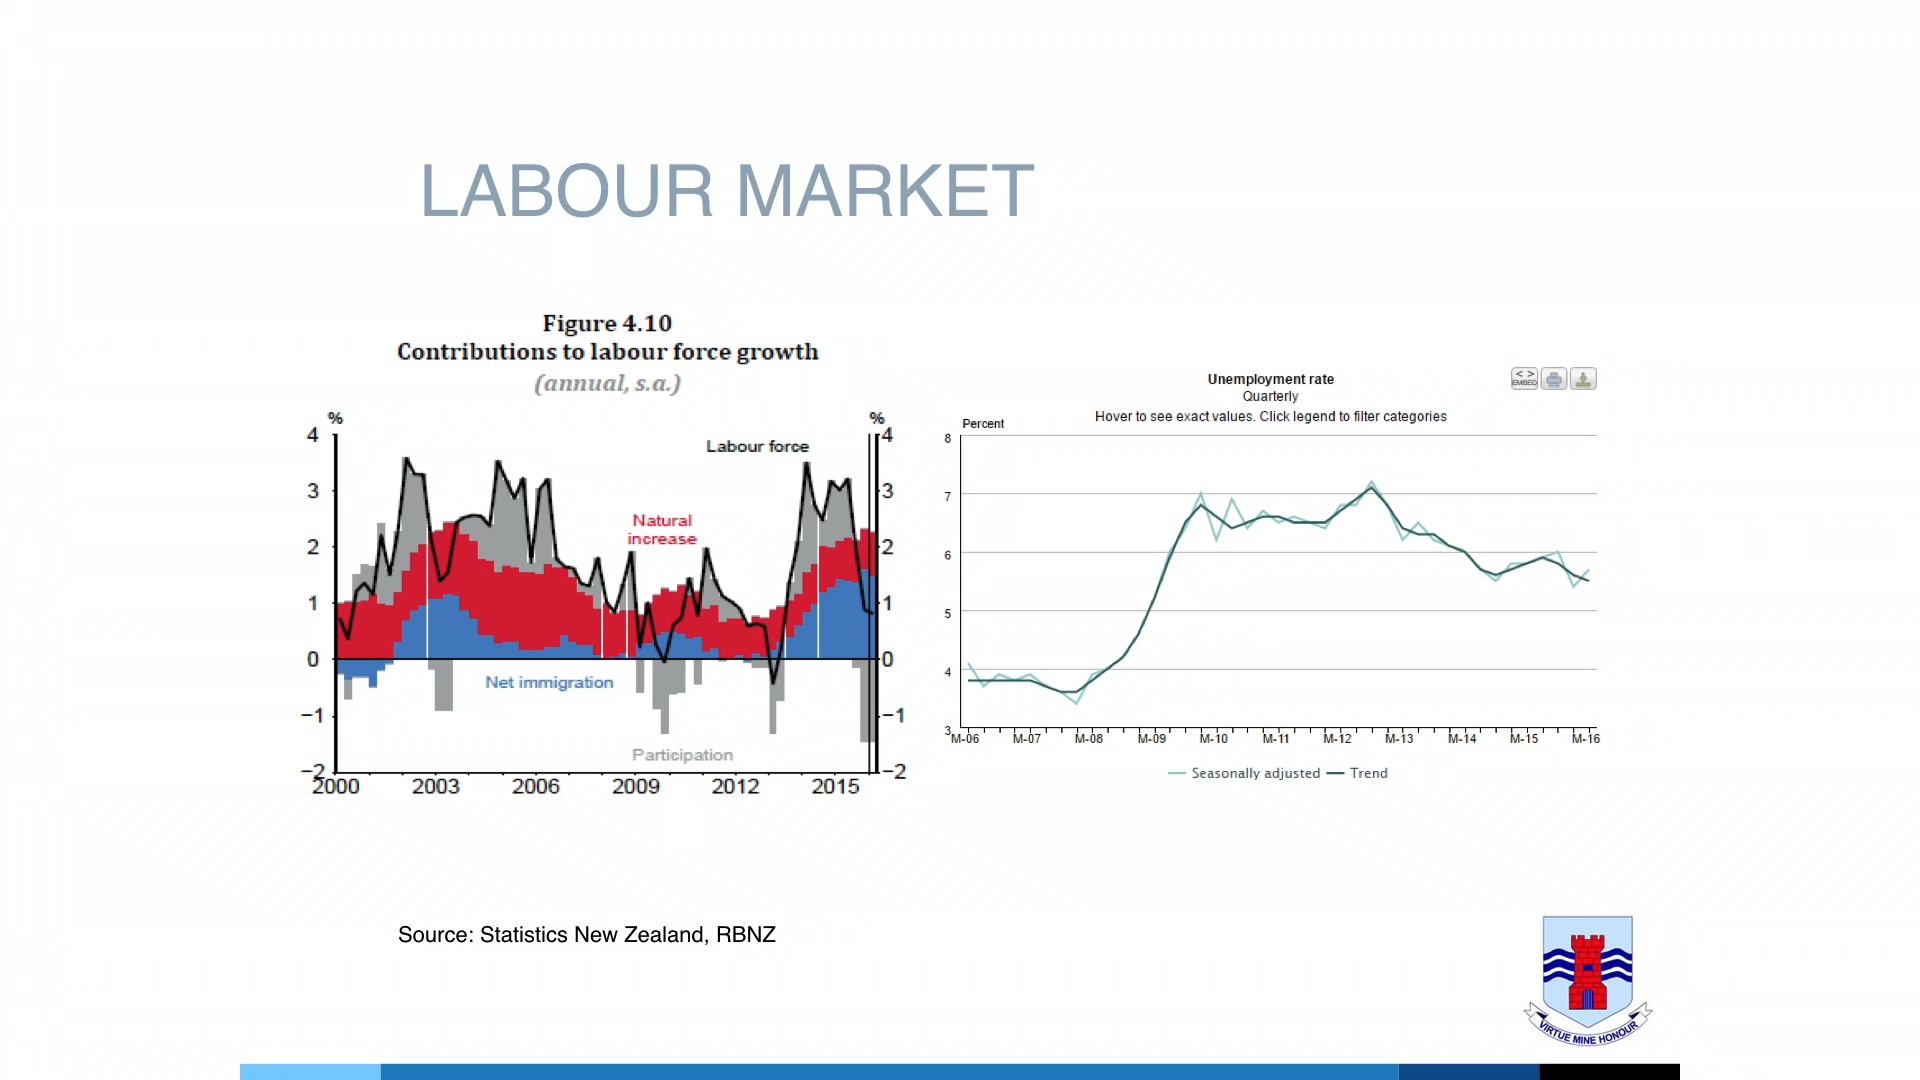 LABOUR MARKET
Figure 4.10
Contributions to labour force growth
(annual, s.a.)
% %
4 4
Labour force
3 3
Natural
increase
2 2
1 1
0 0
Net immigration
−1 −1
Participation
−2 −2
2000 2003 2006 2009 2012 2015
Unemployment rate
Quarterly
Hover to see exact values. Click legend to filter categories
< >
EMBED
Percent
8
7
6
5
4
3
M-06 M-07 M-08 M-09 M-10 M-11 M-12 M-13 M-14 M-15 M-16
Seasonally adjusted Trend
Source: Statistics New Zealand, RBNZ
VIRTUE MINE HONOUR